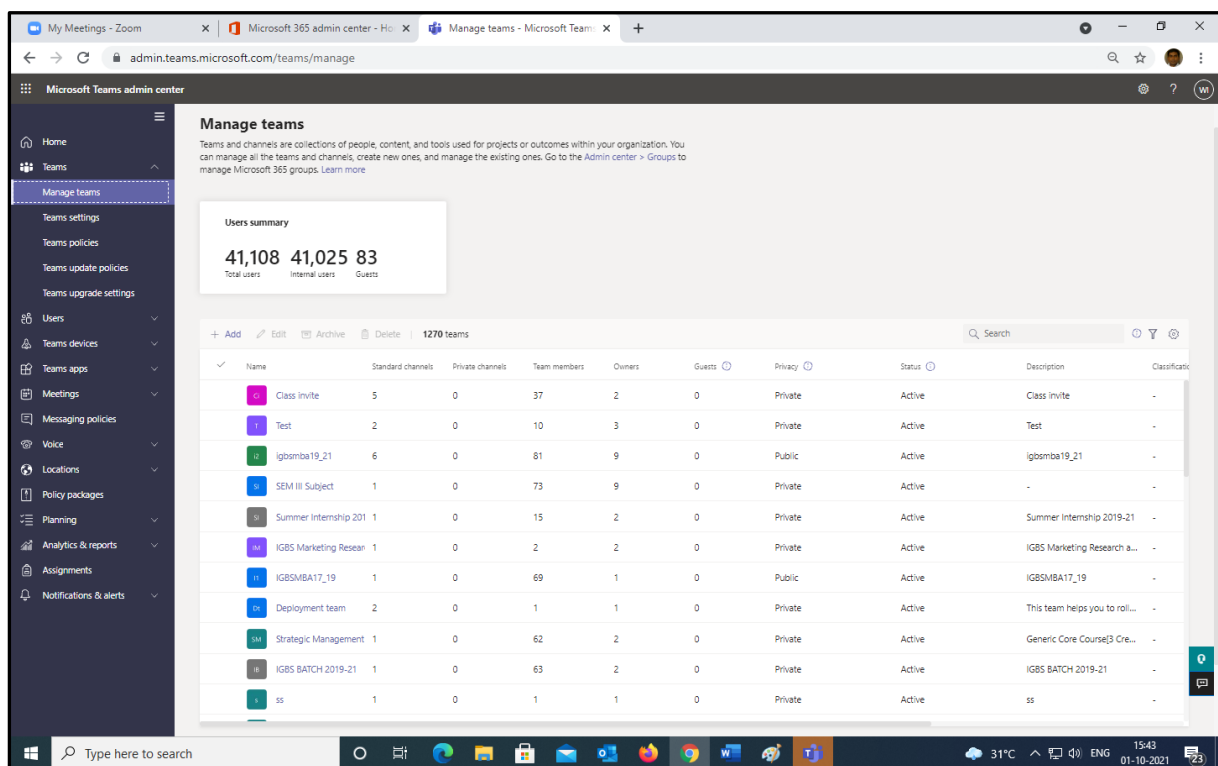 My Meetings - Zoom
Microsoft 365 admin center - Ho
Manage teams - Microsoft Teams
admin.teams.microsoft.com/teams/manage
Microsoft Teams admin center
? WI
Home
Teams
Manage teams
Teams settings
Teams policies
Teams update policies
Teams upgrade settings
Users
Teams devices
Teams apps
Meetings
Messaging policies
Voice
Locations
Policy packages
Planning
Analytics & reports
Assignments
Notifications & alerts
Manage teams
Teams and channels are collections of people, content, and tools used for projects or outcomes within your organization. You
can manage all the teams and channels, create new ones, and manage the existing ones. Go to the Admin center > Groups to
manage Microsoft 365 groups. Learn more
Users summary
41,108 41,025 83
Total users Internal users Guests
+ Add Edit Archive Delete | 1270 teams Search
Name Standard channels Private channels Team members Owners Guests Privacy Status Description Classificatio
Ci Class invite 5 0 37 2 0 Private Active Class invite -
T Test 2 0 10 3 0 Private Active Test -
i2 igbsmba19_21 6 0 81 9 0 Public Active igbsmba19_21 -
SI SEM III Subject 1 0 73 9 0 Private Active - -
SI Summer Internship 201 1 0 15 2 0 Private Active Summer Internship 2019-21 -
IM IGBS Marketing Resear 1 0 2 2 0 Private Active IGBS Marketing Research a... -
I1 IGBSMBA17_19 1 0 69 1 0 Public Active IGBSMBA17_19 -
Dt Deployment team 2 0 1 1 0 Private Active This team helps you to roll... -
SM Strategic Management 1 0 62 2 0 Private Active Generic Core Course[3 Cre... -
IB IGBS BATCH 2019-21 1 0 63 2 0 Private Active IGBS BATCH 2019-21 -
s ss 1 0 1 1 0 Private Active ss -
Type here to search
31°C ENG 15:43
01-10-2021 23